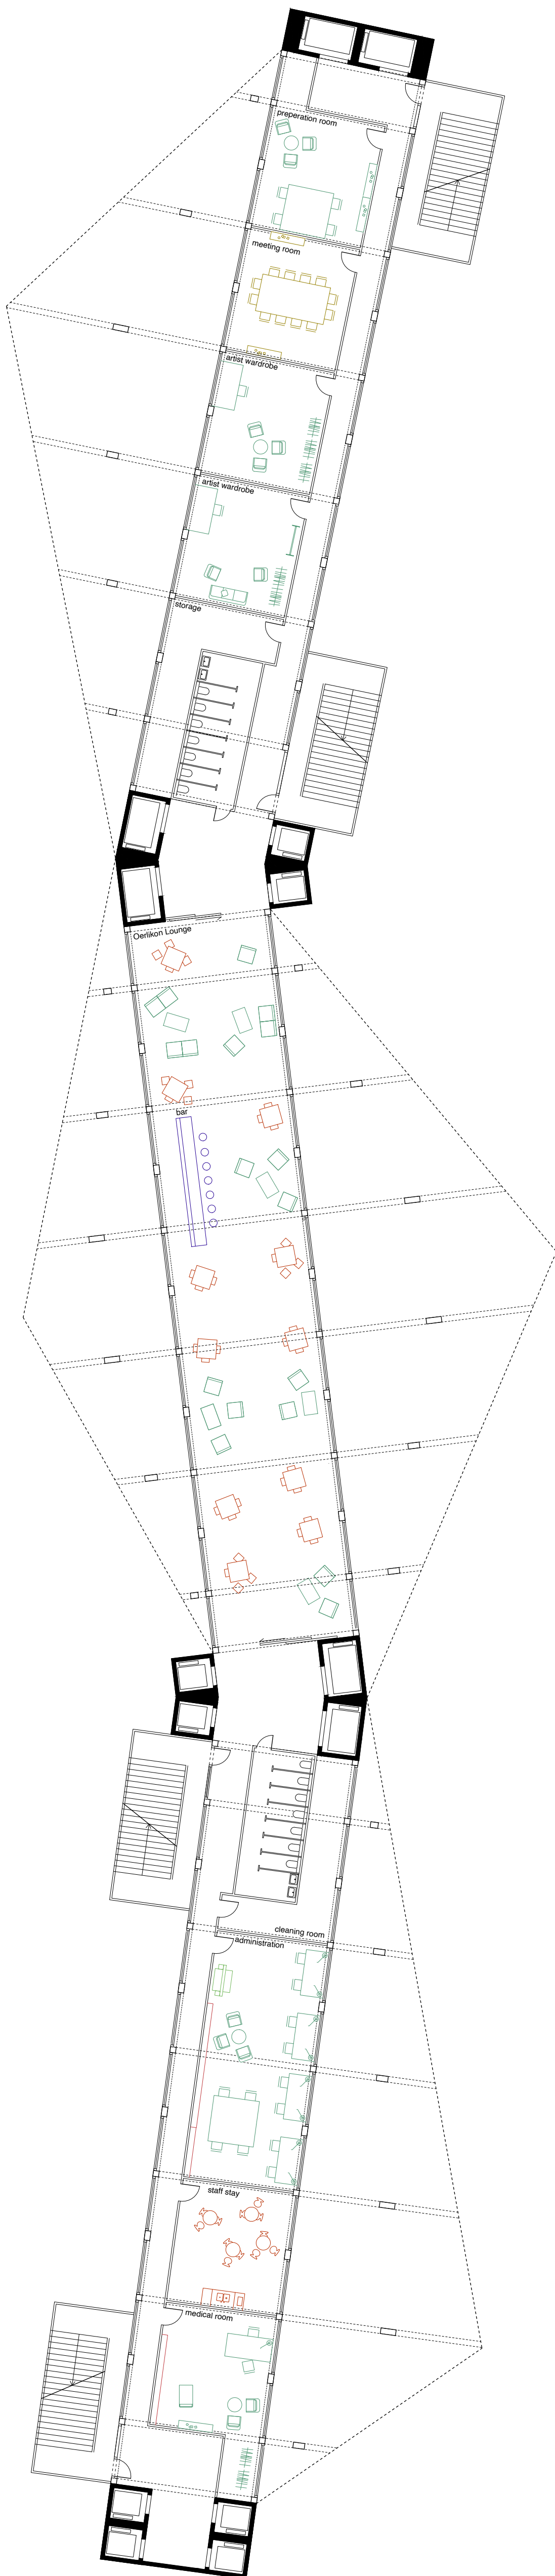 preperation room
meeting room
artist wardrobe
artist wardrobe
storage
Oerlikon Lounge
bar
cleaning room
administration
staff stay
medical room